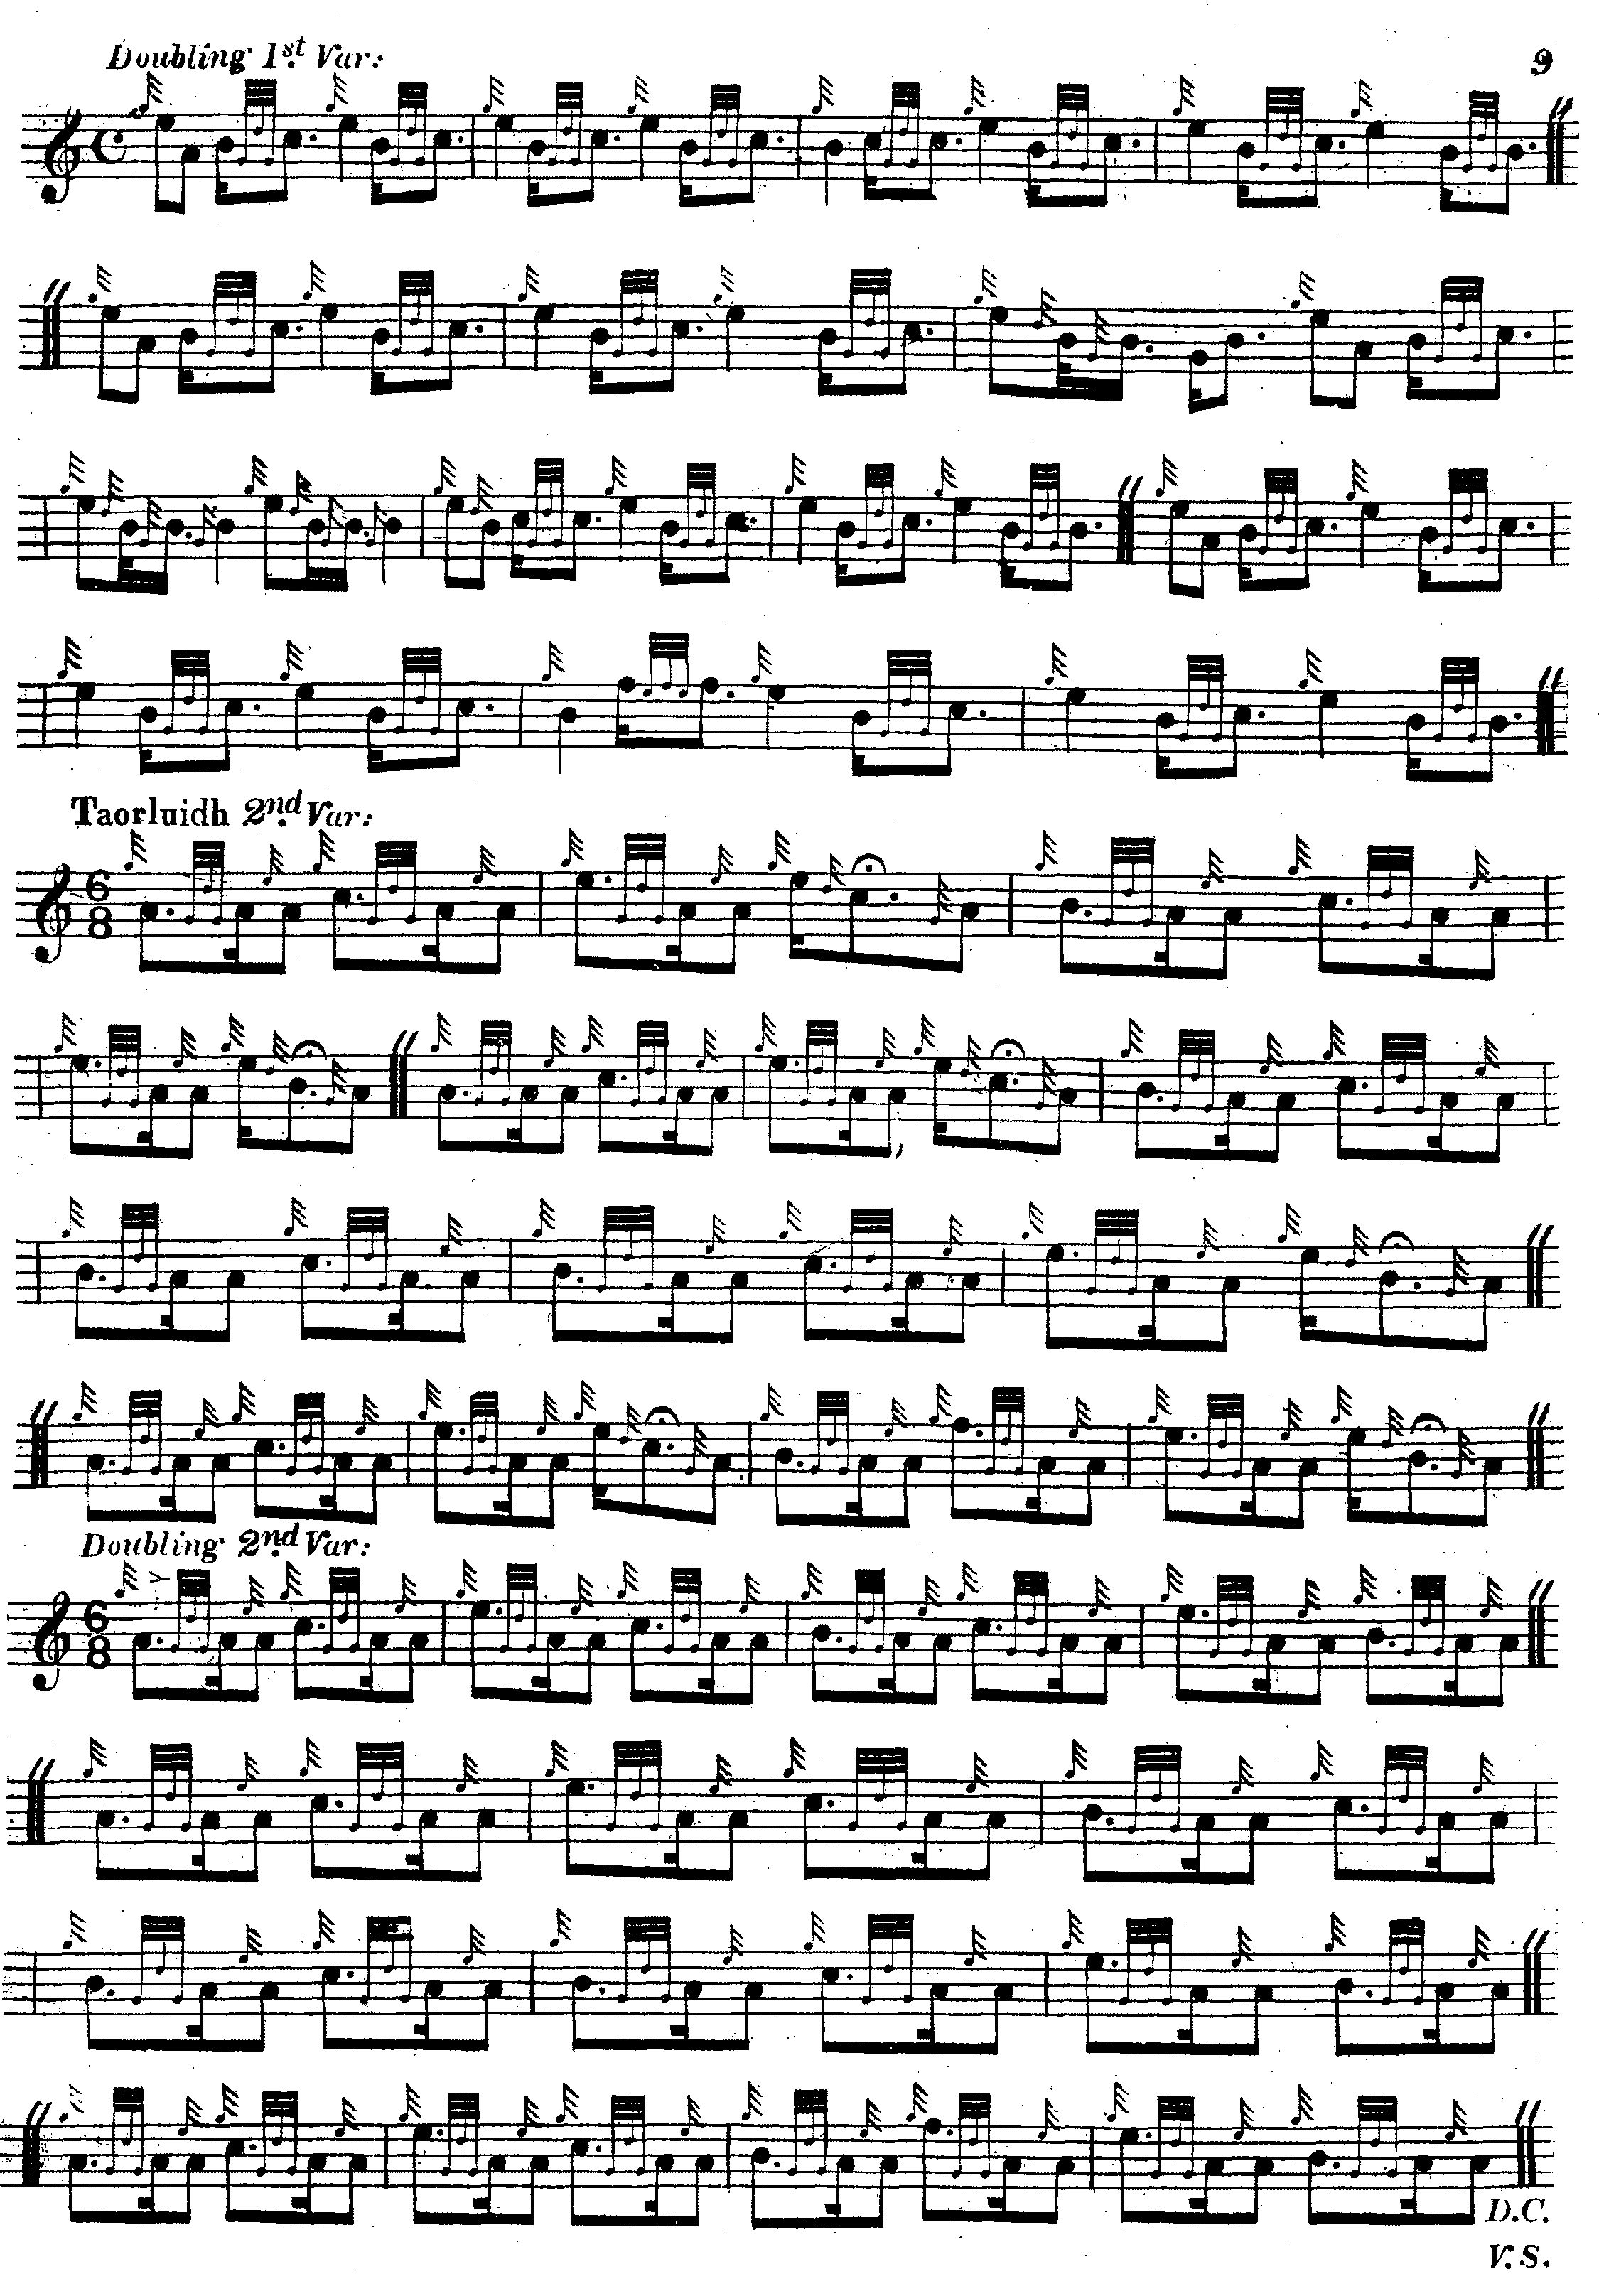 Doubling 1st Var: 9
Taorluidh 2nd Var:
Doubling 2nd Var:
D.C.
V.S.